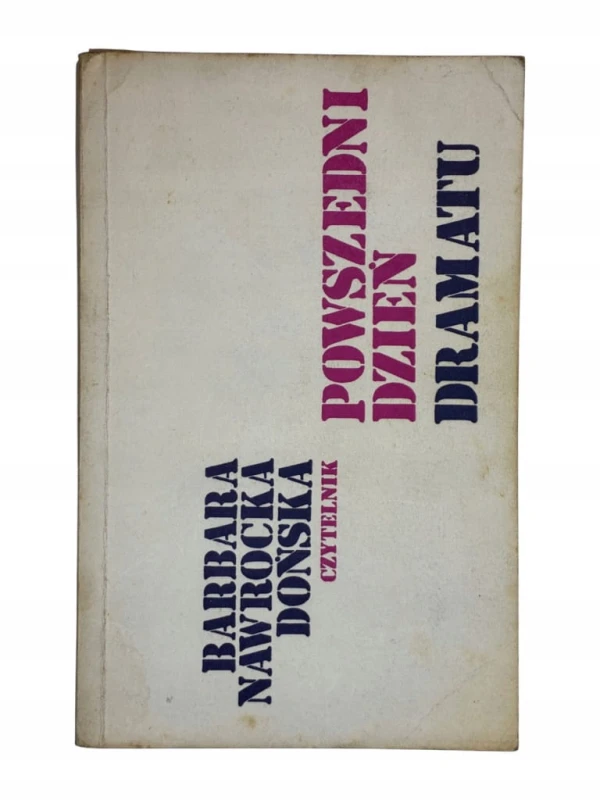 BARBARA
NAWROCKA
DOŃSKA
CZYTELNIK
POWSZEDNI
DZIEŃ
DRAMATU